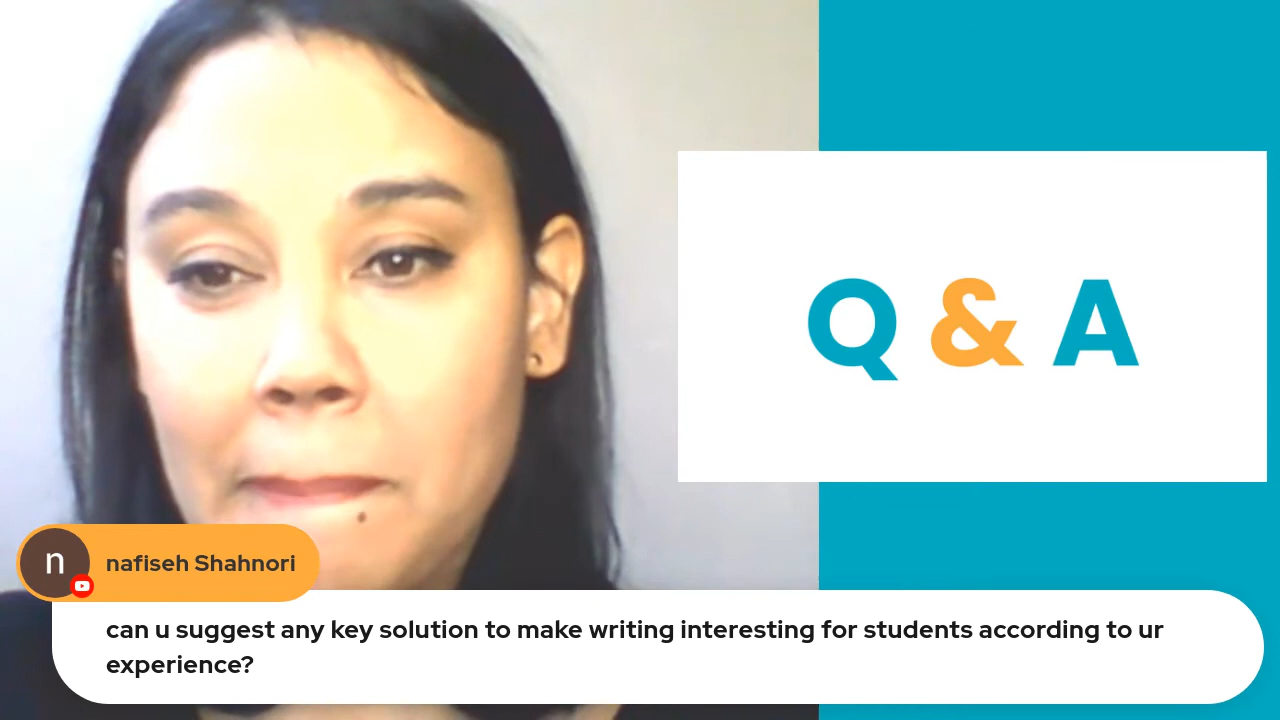 Q & A
n
nafiseh Shahnori
can u suggest any key solution to make writing interesting for students according to ur
experience?